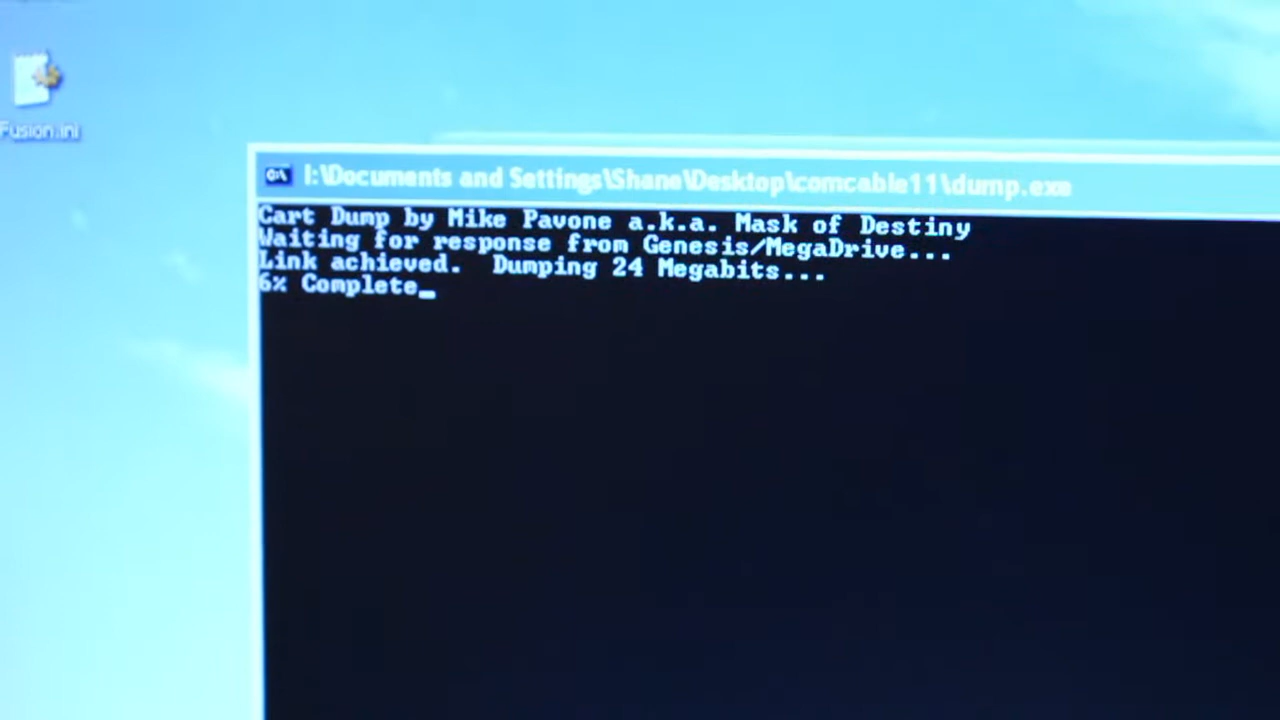 Fusion.ini
I:\Documents and Settings\Shane\Desktop\comcable11\dump.exe
Cart Dump by Mike Pavone a.k.a. Mask of Destiny
Waiting for response from Genesis/MegaDrive...
Link achieved.  Dumping 24 Megabits...
6% Complete_